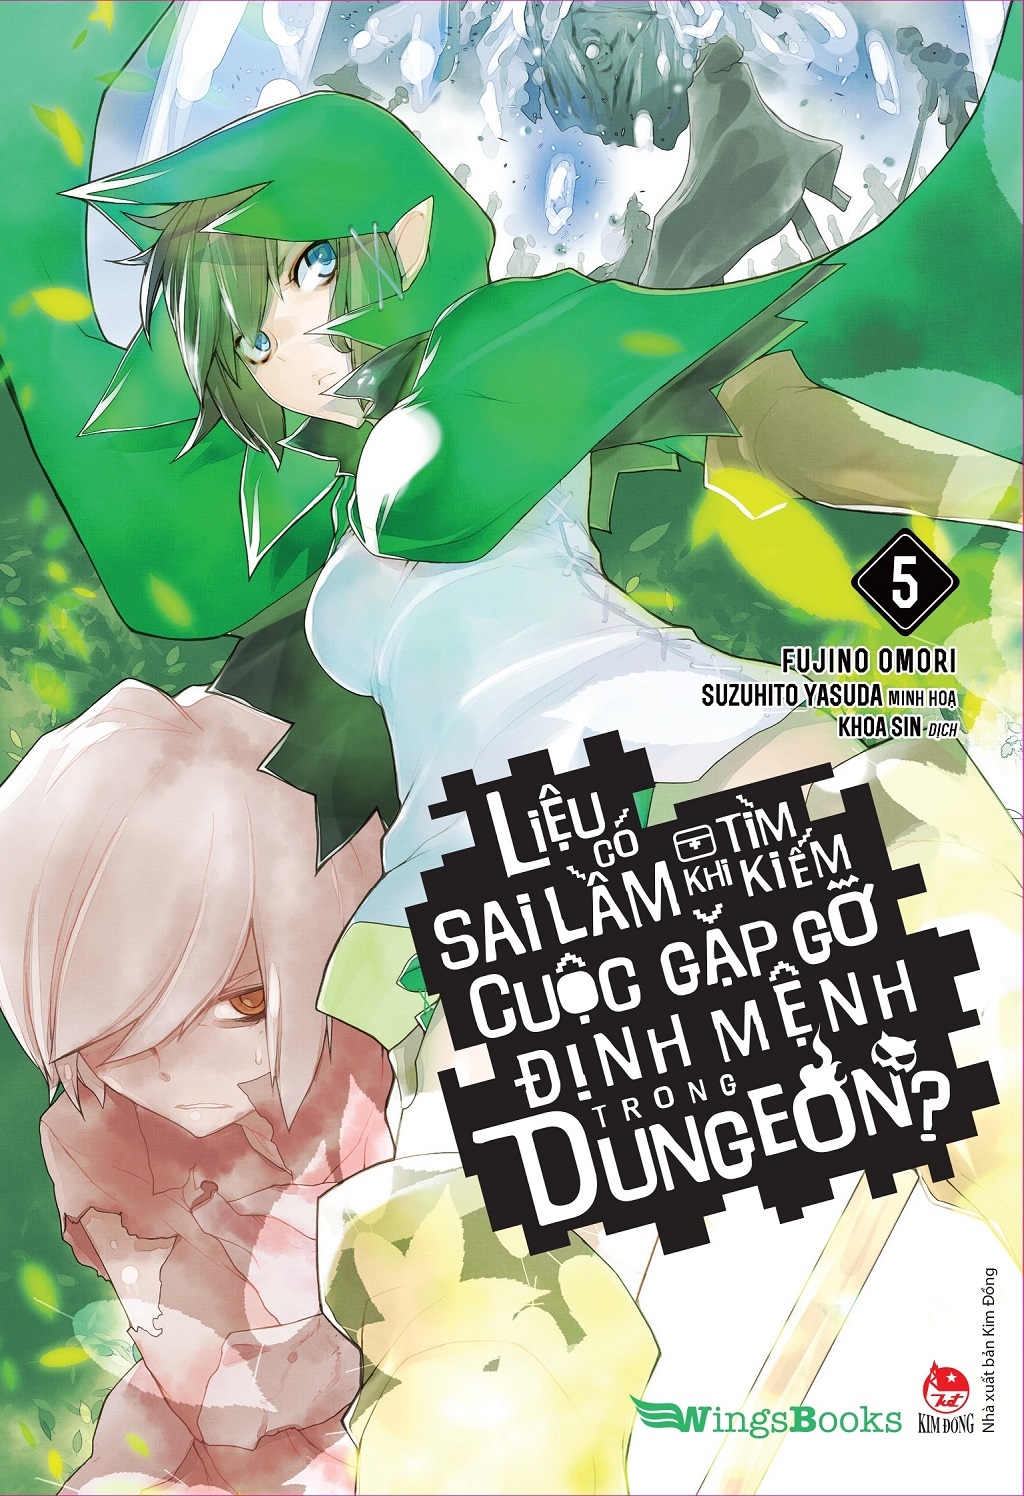 5
FUJINO OMORI
SUZUHITO YASUDA MINH HOẠ
KHOA SIN DỊCH
LIỆU CÓ
SAI LẦM KHI TÌM KIẾM
CUỘC GẶP GỠ
ĐỊNH MỆNH
TRONG
DUNGEON?
WingsBooks
KIM ĐỒNG
Nhà xuất bản Kim Đồng